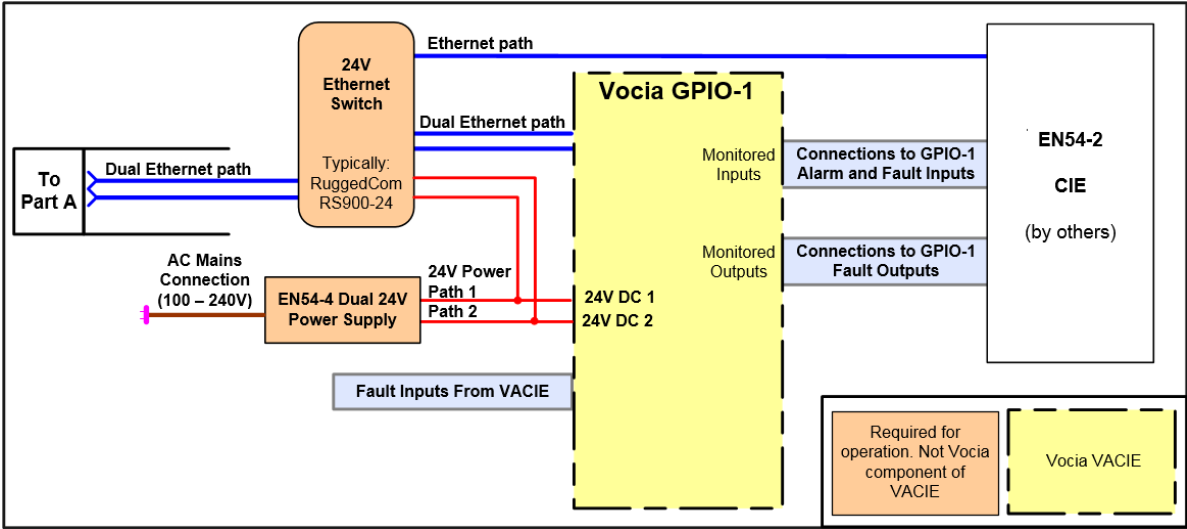 Ethernet path
24V
Ethernet
Switch
Typically:
RuggedCom
RS900-24
Dual Ethernet path
Vocia GPIO-1
Monitored
Inputs
Connections to GPIO-1
Alarm and Fault Inputs
EN54-2
CIE
(by others)
To
Part A
Dual Ethernet path
Monitored
Outputs
Connections to GPIO-1
Fault Outputs
AC Mains
Connection
(100 – 240V)
EN54-4 Dual 24V
Power Supply
24V Power
Path 1
Path 2
24V DC 1
24V DC 2
Fault Inputs From VACIE
Required for
operation. Not Vocia
component of
VACIE
Vocia VACIE